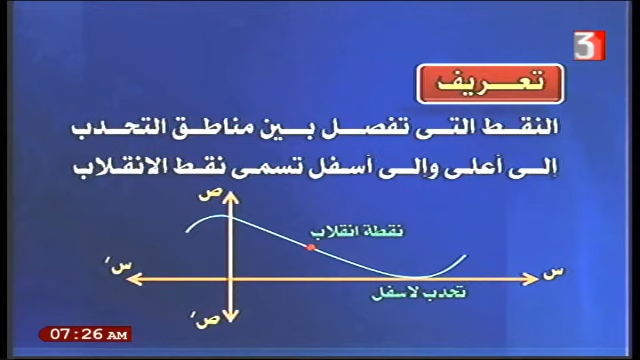 3
تعريف
النقط التى تفصل بين مناطق التحدب
إلى أعلى وإلى أسفل تسمى نقط الانقلاب
ص
نقطة انقلاب
س
س َ
تحدب لاسفل
ص َ
07:26 AM